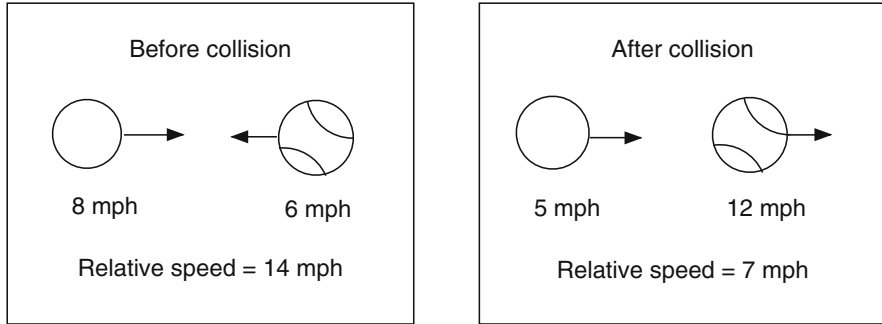 Before collision
8 mph
6 mph
Relative speed = 14 mph
After collision
5 mph
12 mph
Relative speed = 7 mph